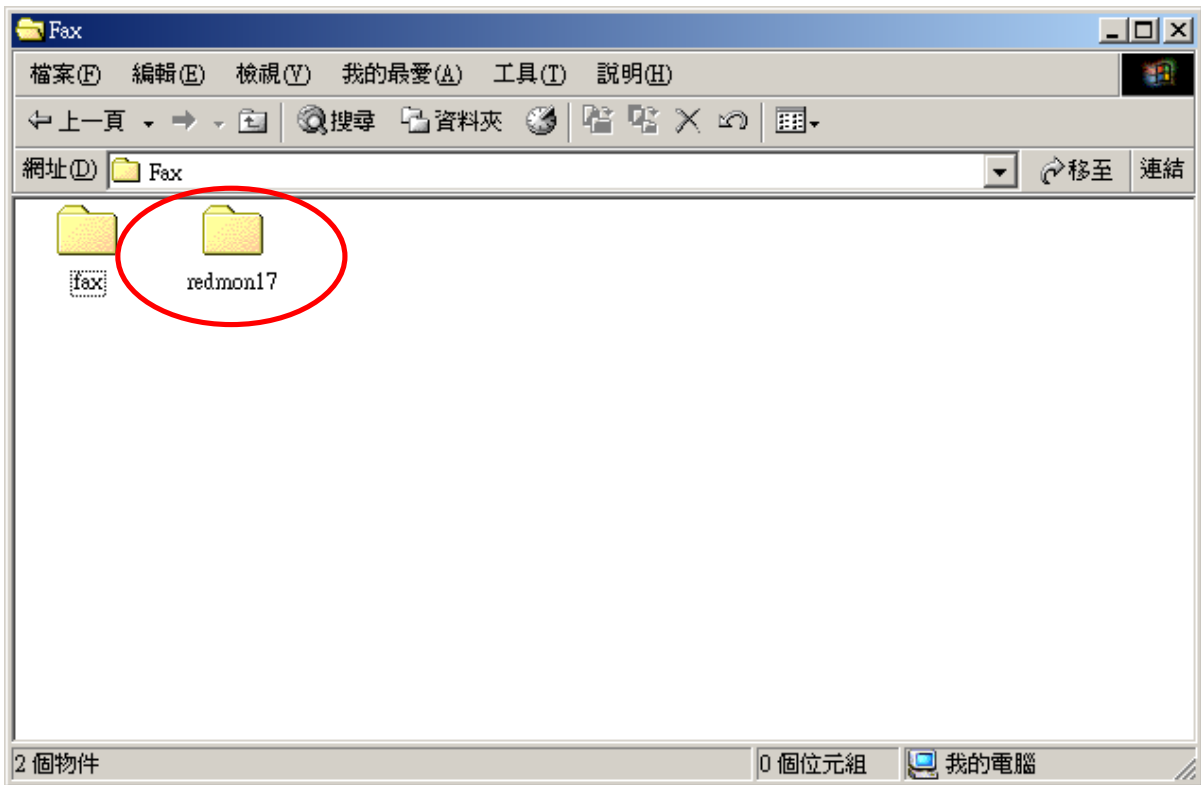 Fax
檔案(F) 編輯(E) 檢視(V) 我的最愛(A) 工具(T) 說明(H)
上一頁 搜尋 資料夾
網址(D) Fax 移至 連結
fax redmon17
2 個物件 0 個位元組 我的電腦